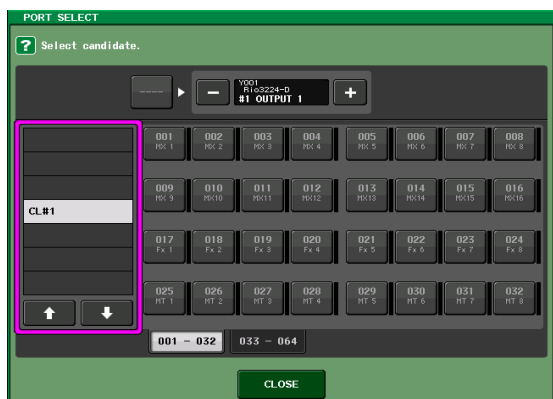 PORT SELECT
? Select candidate.
----
Y001
Rio3224-D
#1 OUTPUT 1
CL#1
001 002 003 004 005 006 007 008
MX 1 MX 2 MX 3 MX 4 MX 5 MX 6 MX 7 MX 8
009 010 011 012 013 014 015 016
MX 9 MX10 MX11 MX12 MX13 MX14 MX15 MX16
017 018 019 020 021 022 023 024
Fx 1 Fx 2 Fx 3 Fx 4 Fx 5 Fx 6 Fx 7 Fx 8
025 026 027 028 029 030 031 032
MT 1 MT 2 MT 3 MT 4 MT 5 MT 6 MT 7 MT 8
001 - 032 033 - 064
CLOSE